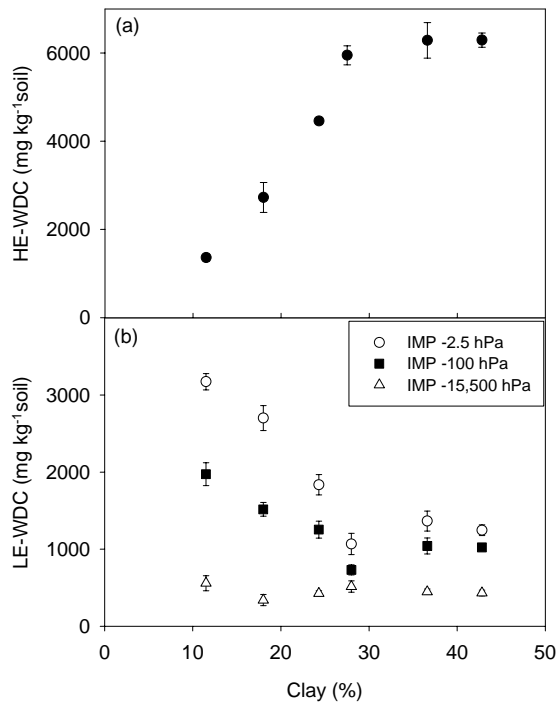 (a)
6000
4000
2000
0
HE-WDC (mg kg⁻¹soil)
(b)
IMP -2.5 hPa
IMP -100 hPa
IMP -15,500 hPa
3000
2000
1000
0
LE-WDC (mg kg⁻¹soil)
0 10 20 30 40 50
Clay (%)